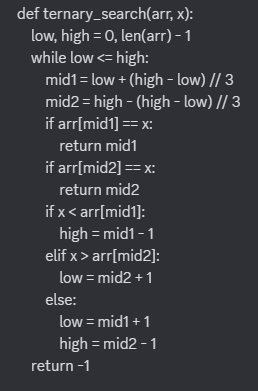 def ternary_search(arr, x):
    low, high = 0, len(arr) - 1
    while low <= high:
        mid1 = low + (high - low) // 3
        mid2 = high - (high - low) // 3
        if arr[mid1] == x:
            return mid1
        if arr[mid2] == x:
            return mid2
        if x < arr[mid1]:
            high = mid1 - 1
        elif x > arr[mid2]:
            low = mid2 + 1
        else:
            low = mid1 + 1
            high = mid2 - 1
    return -1